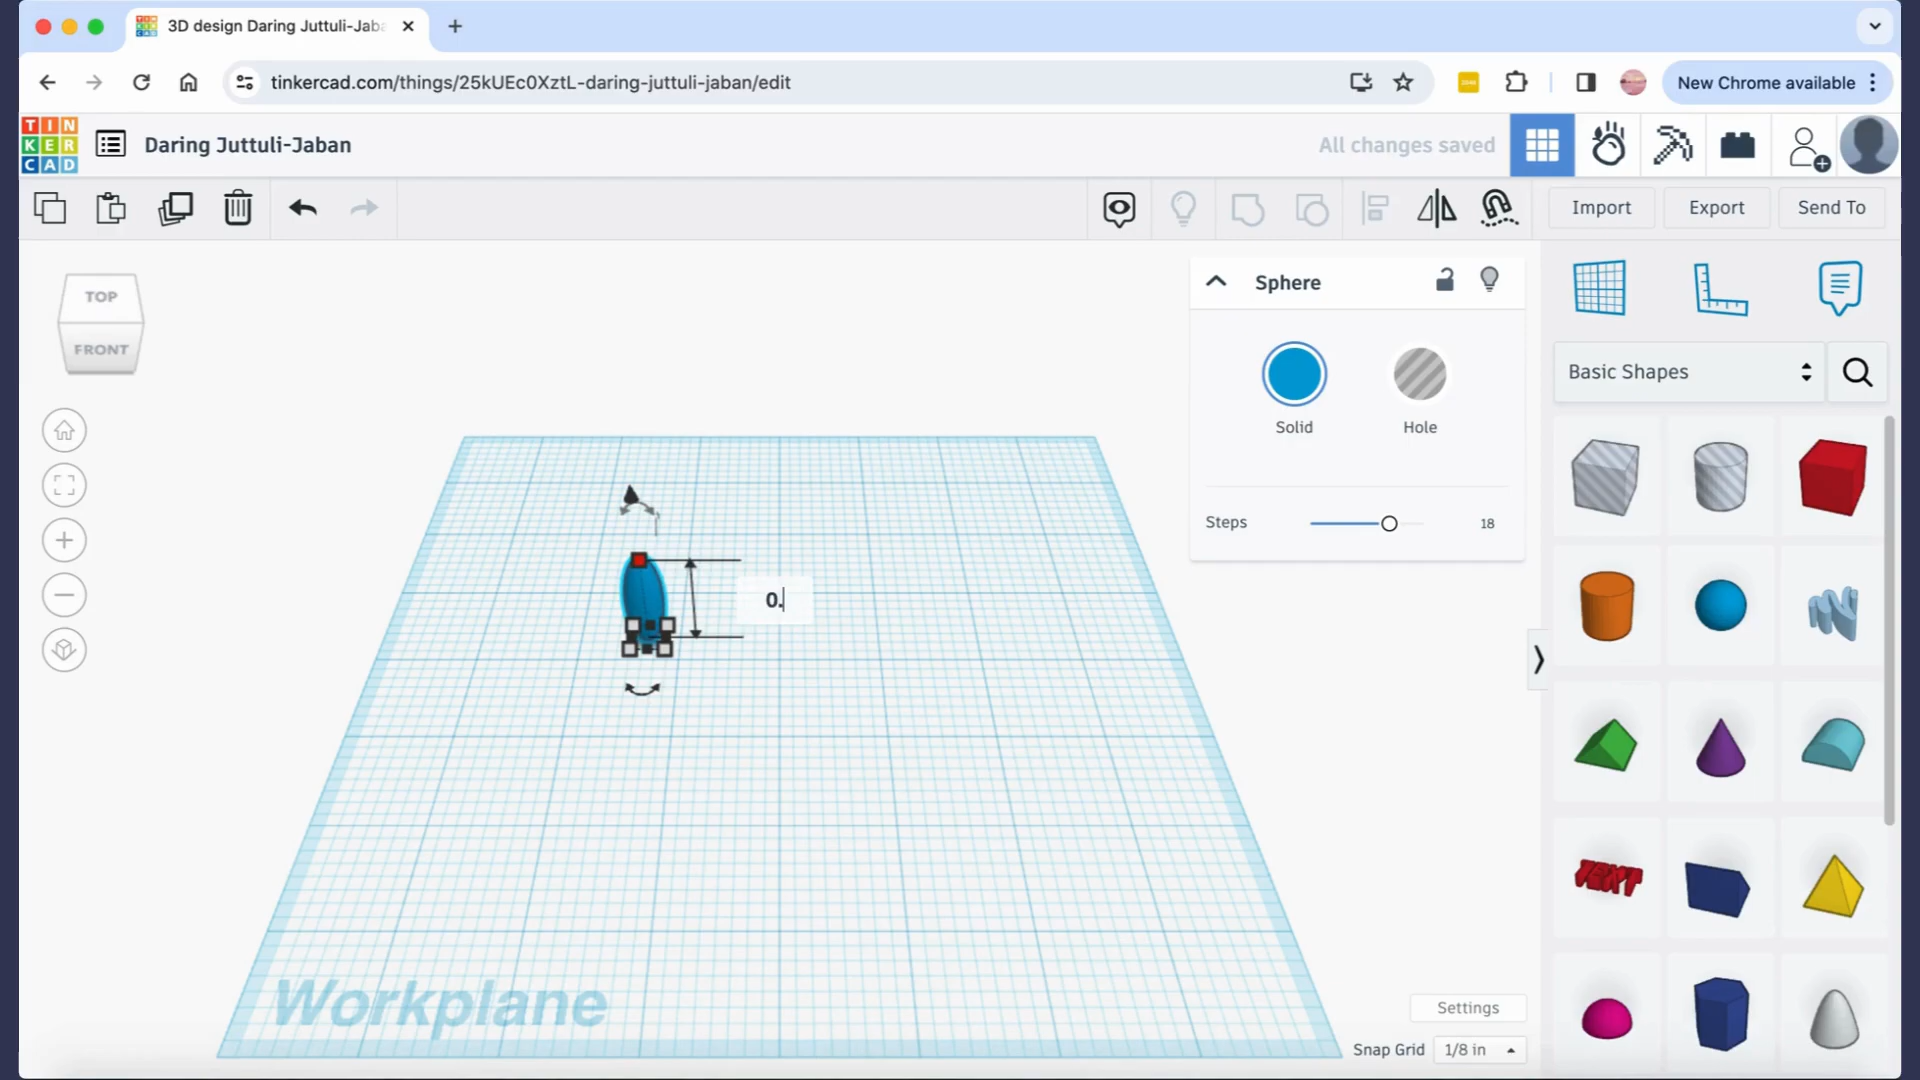 3D design Daring Juttuli-Jaba
tinkercad.com/things/25kUEc0XztL-daring-juttuli-jaban/edit
New Chrome available
TIN
KER
CAD
Daring Juttuli-Jaban
All changes saved
Import
Export
Send To
TOP
FRONT
Sphere
Solid
Hole
Steps
18
Basic Shapes
0.
TEXT
Workplane
Settings
Snap Grid
1/8 in